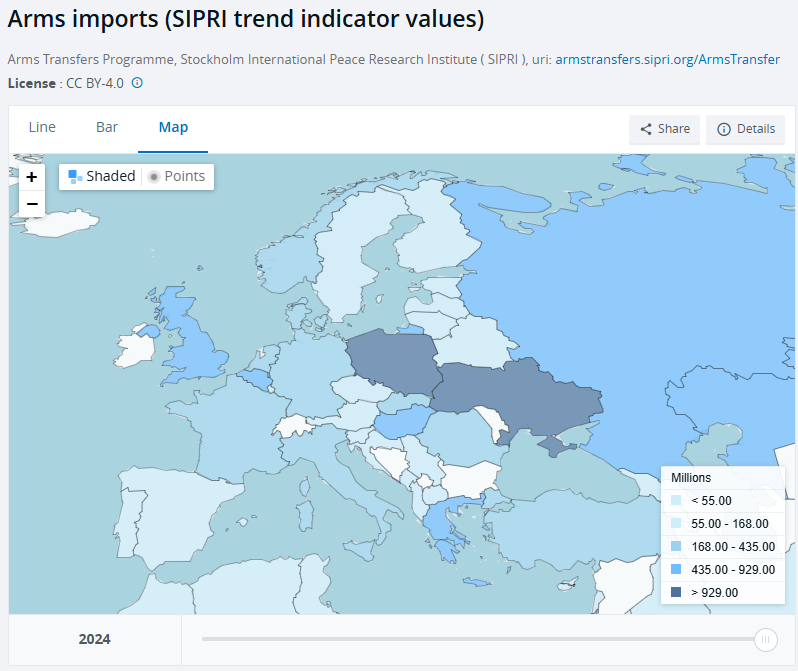 Arms imports (SIPRI trend indicator values)
Arms Transfers Programme, Stockholm International Peace Research Institute ( SIPRI ), uri: armstransfers.sipri.org/ArmsTransfer
License : CC BY-4.0
Line Bar Map Share Details
+ Shaded Points
−
Millions
< 55.00
55.00 - 168.00
168.00 - 435.00
435.00 - 929.00
> 929.00
2024